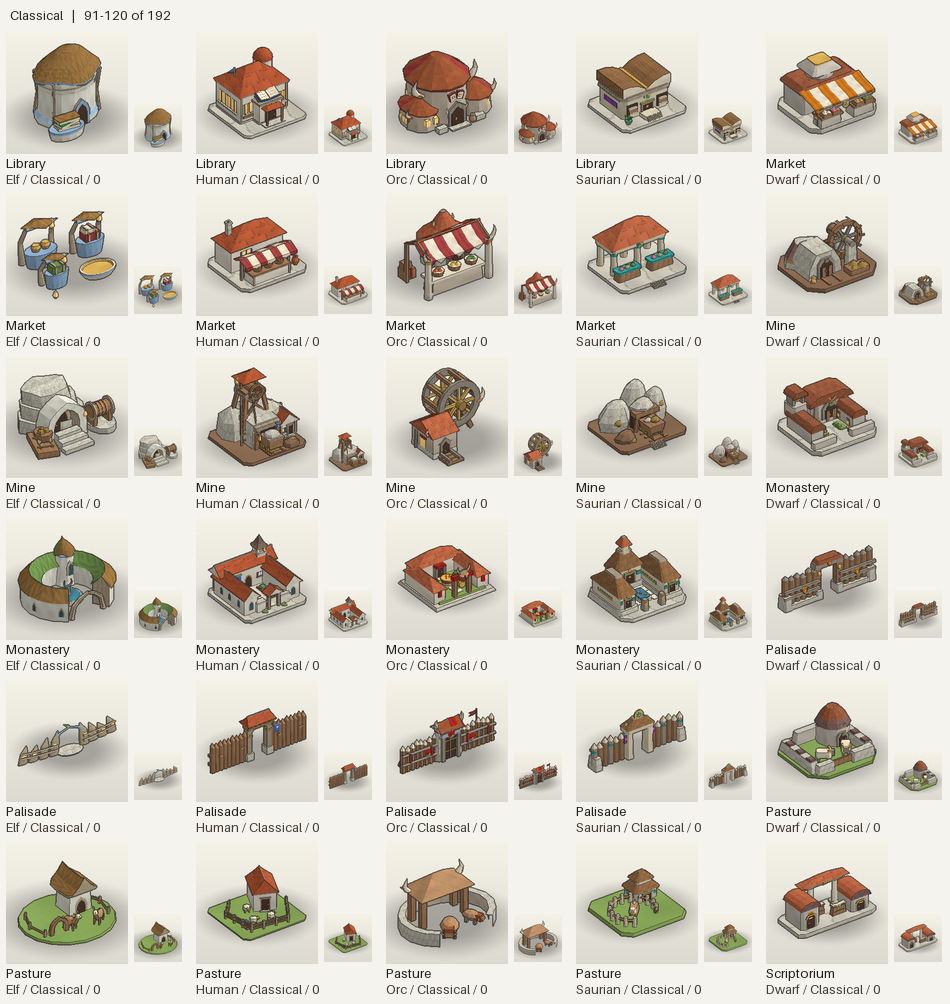 Classical | 91-120 of 192
Library
Elf / Classical / 0
Library
Human / Classical / 0
Library
Orc / Classical / 0
Library
Saurian / Classical / 0
Market
Dwarf / Classical / 0
Market
Elf / Classical / 0
Market
Human / Classical / 0
Market
Orc / Classical / 0
Market
Saurian / Classical / 0
Mine
Dwarf / Classical / 0
Mine
Elf / Classical / 0
Mine
Human / Classical / 0
Mine
Orc / Classical / 0
Mine
Saurian / Classical / 0
Monastery
Dwarf / Classical / 0
Monastery
Elf / Classical / 0
Monastery
Human / Classical / 0
Monastery
Orc / Classical / 0
Monastery
Saurian / Classical / 0
Palisade
Dwarf / Classical / 0
Palisade
Elf / Classical / 0
Palisade
Human / Classical / 0
Palisade
Orc / Classical / 0
Palisade
Saurian / Classical / 0
Pasture
Dwarf / Classical / 0
Pasture
Elf / Classical / 0
Pasture
Human / Classical / 0
Pasture
Orc / Classical / 0
Pasture
Saurian / Classical / 0
Scriptorium
Dwarf / Classical / 0